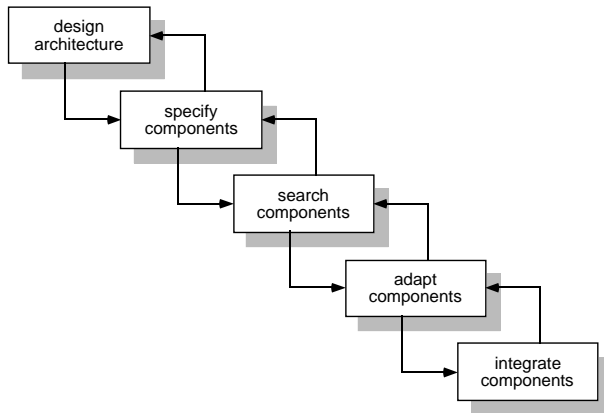 design
architecture
specify
components
search
components
adapt
components
integrate
components